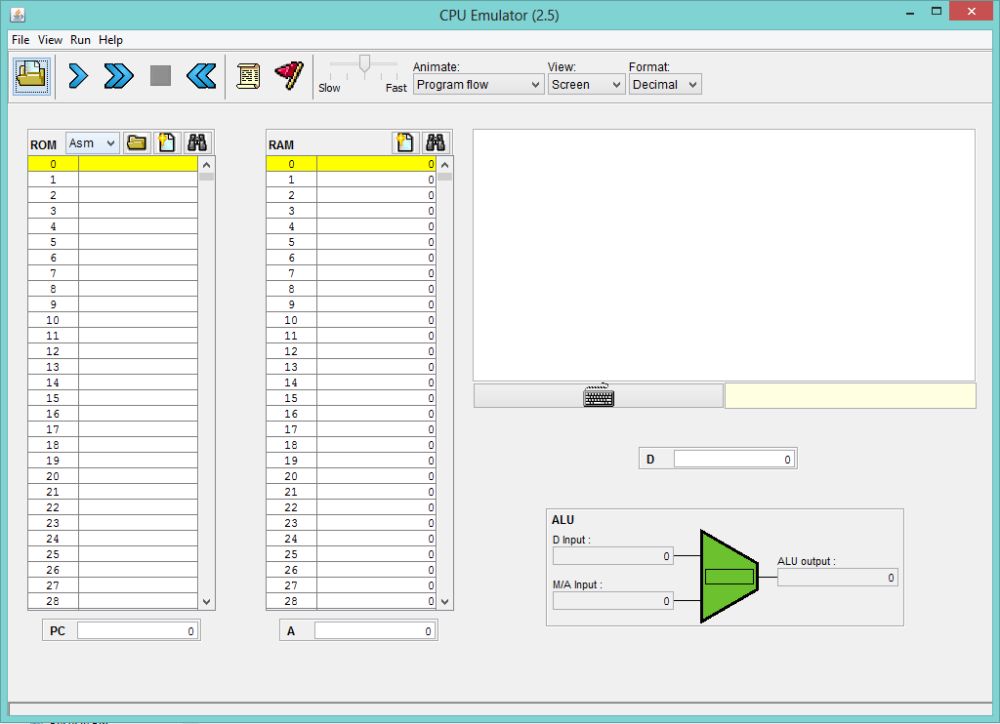 CPU Emulator (2.5)
File View Run Help
Slow Fast
Animate: View: Format:
Program flow Screen Decimal
ROM Asm
RAM
0 0 0
1 1 0
2 2 0
3 3 0
4 4 0
5 5 0
6 6 0
7 7 0
8 8 0
9 9 0
10 10 0
11 11 0
12 12 0
13 13 0
14 14 0
15 15 0
16 16 0
17 17 0
18 18 0
19 19 0
20 20 0
21 21 0
22 22 0
23 23 0
24 24 0
25 25 0
26 26 0
27 27 0
28 28 0
PC 0
A 0
D 0
ALU
D Input :
0
M/A Input :
0
ALU output :
0